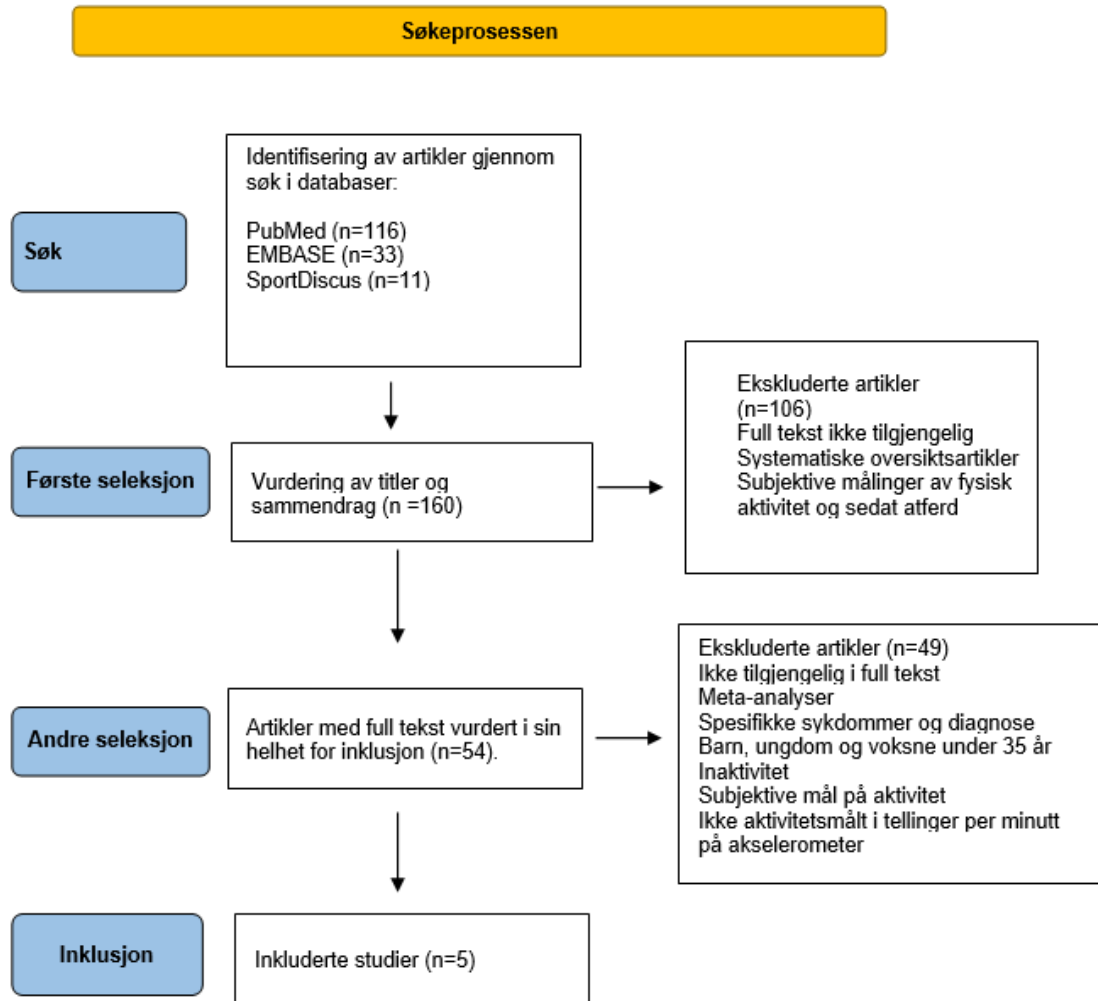 Søkeprosessen
Søk
Identifisering av artikler gjennom
søk i databaser:
PubMed (n=116)
EMBASE (n=33)
SportDiscus (n=11)
Første seleksjon
Vurdering av titler og
sammendrag (n =160)
Ekskluderte artikler
(n=106)
Full tekst ikke tilgjengelig
Systematiske oversiktsartikler
Subjektive målinger av fysisk
aktivitet og sedat atferd
Andre seleksjon
Artikler med full tekst vurdert i sin
helhet for inklusjon (n=54).
Ekskluderte artikler (n=49)
Ikke tilgjengelig i full tekst
Meta-analyser
Spesifikke sykdommer og diagnose
Barn, ungdom og voksne under 35 år
Inaktivitet
Subjektive mål på aktivitet
Ikke aktivitetsmålt i tellinger per minutt
på akselerometer
Inklusjon
Inkluderte studier (n=5)